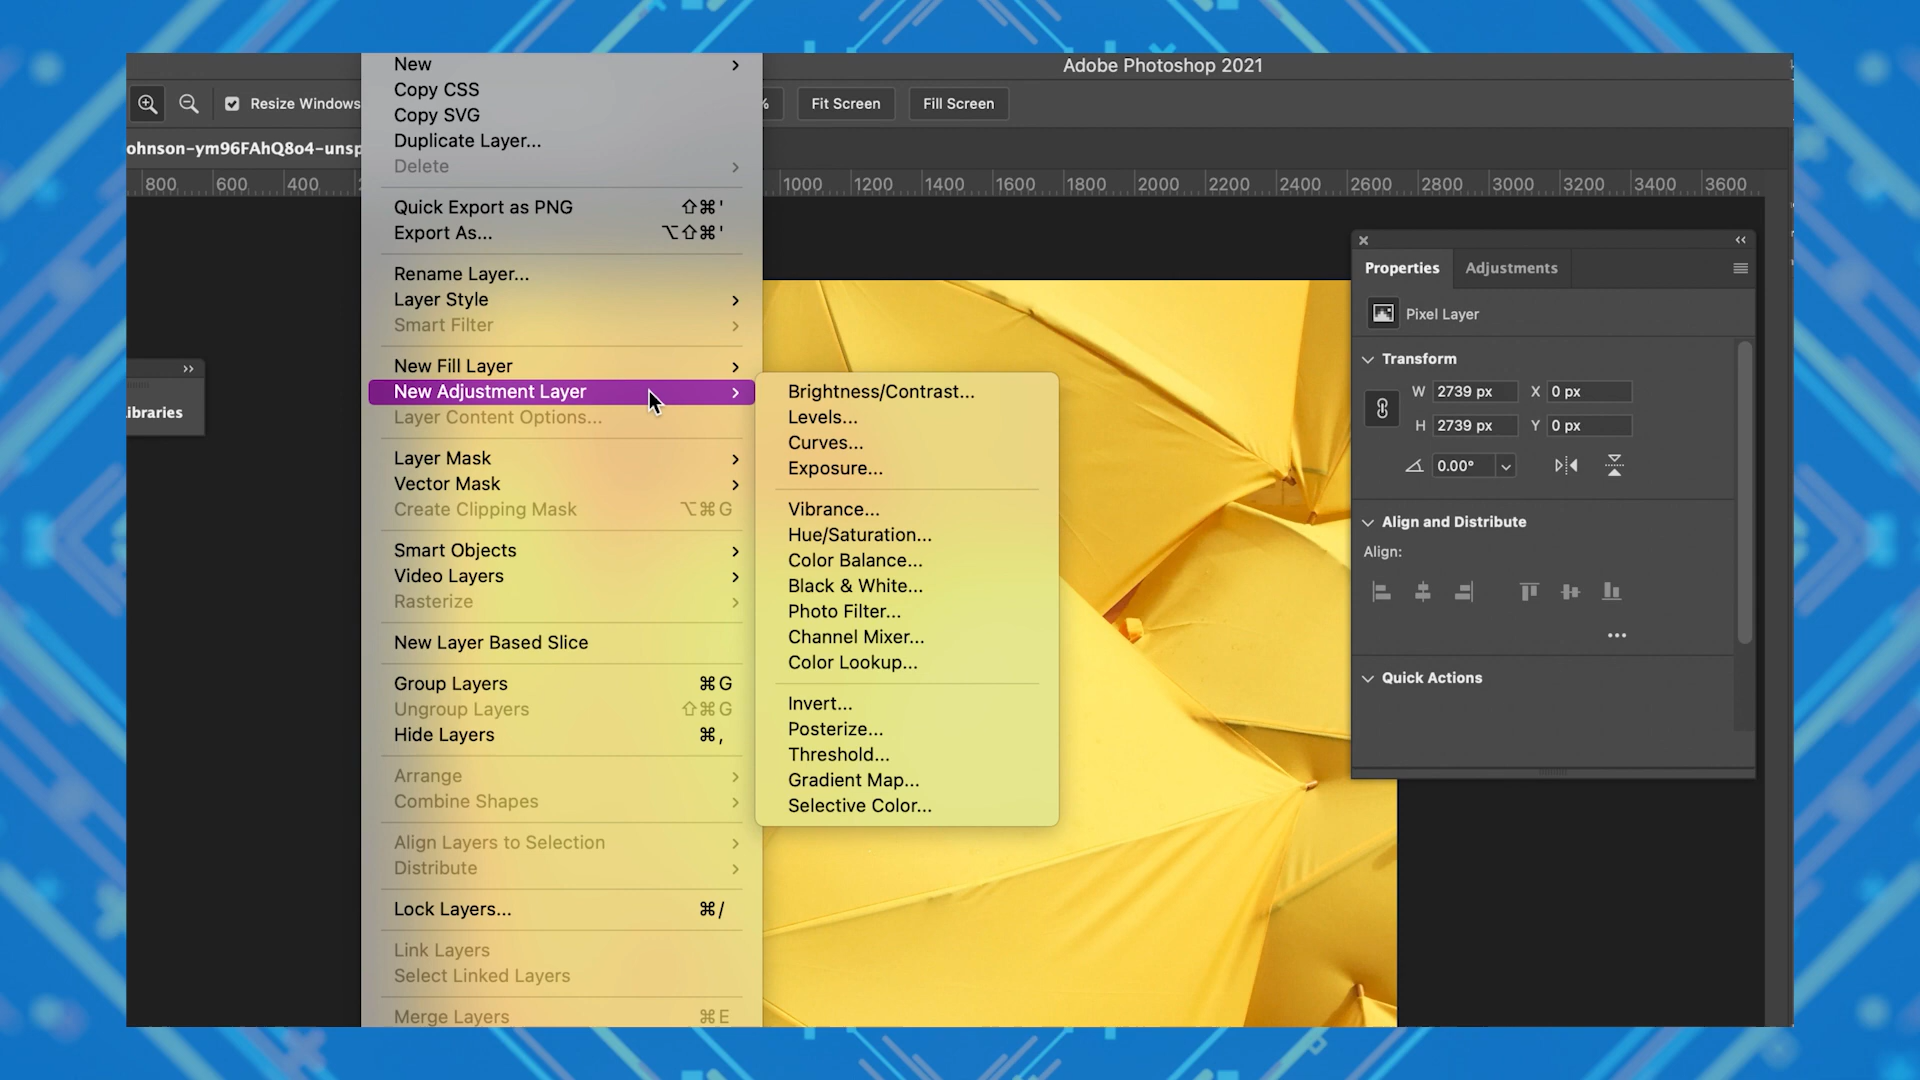 Adobe Photoshop 2021
Resize Windows
%
Fit Screen
Fill Screen
ohnson-ym96FAhQ8o4-unsp
800 600 400 2
1000 1200 1400 1600 1800 2000 2200 2400 2600 2800 3000 3200 3400 3600
New
Copy CSS
Copy SVG
Duplicate Layer...
Delete
Quick Export as PNG ⇧⌘'
Export As... ⌥⇧⌘'
Rename Layer...
Layer Style
Smart Filter
New Fill Layer
New Adjustment Layer
Layer Content Options...
Layer Mask
Vector Mask
Create Clipping Mask ⌥⌘G
Smart Objects
Video Layers
Rasterize
New Layer Based Slice
Group Layers ⌘G
Ungroup Layers ⇧⌘G
Hide Layers ⌘,
Arrange
Combine Shapes
Align Layers to Selection
Distribute
Lock Layers... ⌘/
Link Layers
Select Linked Layers
Merge Layers ⌘E
ibraries
Brightness/Contrast...
Levels...
Curves...
Exposure...
Vibrance...
Hue/Saturation...
Color Balance...
Black & White...
Photo Filter...
Channel Mixer...
Color Lookup...
Invert...
Posterize...
Threshold...
Gradient Map...
Selective Color...
Properties
Adjustments
Pixel Layer
Transform
W 2739 px X 0 px
H 2739 px Y 0 px
0.00°
Align and Distribute
Align:
Quick Actions